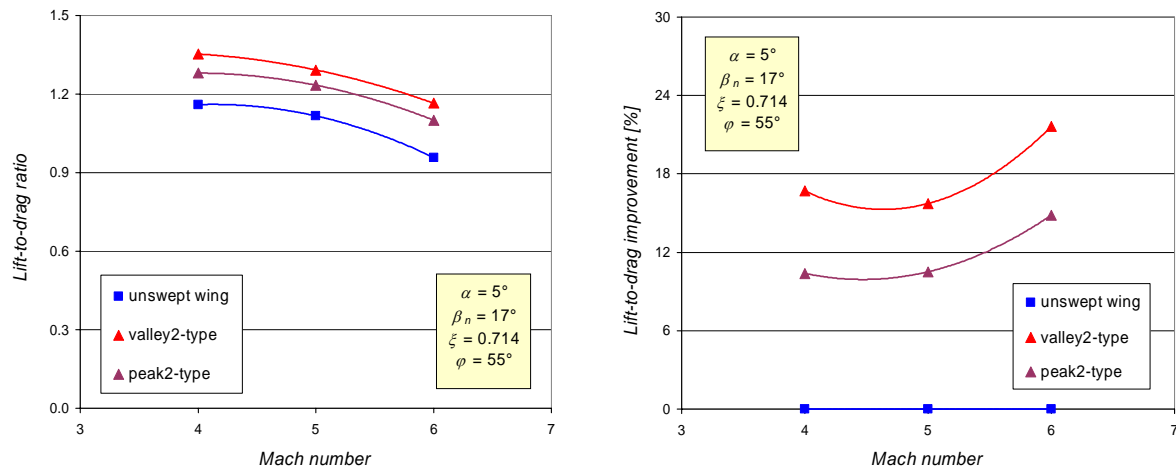 1.5
1.2
0.9
0.6
0.3
0.0
Lift-to-drag ratio
unswept wing
valley2-type
peak2-type
α = 5°
βn = 17°
ξ = 0.714
φ = 55°
3 4 5 6 7
Mach number
30
24
18
12
6
0
Lift-to-drag improvement [%]
α = 5°
βn = 17°
ξ = 0.714
φ = 55°
unswept wing
valley2-type
peak2-type
3 4 5 6 7
Mach number